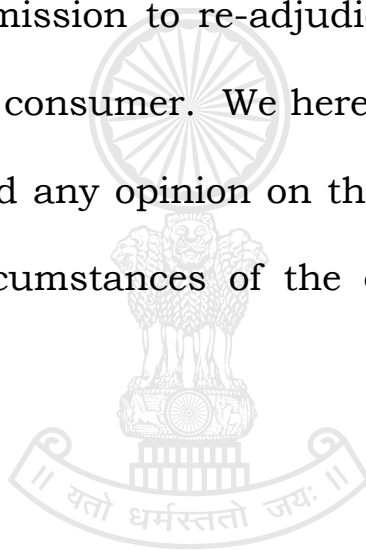 mission to re-adjudic
consumer. We here
d any opinion on th
cumstances of the
॥ यतो धर्मस्ततो जयः ॥